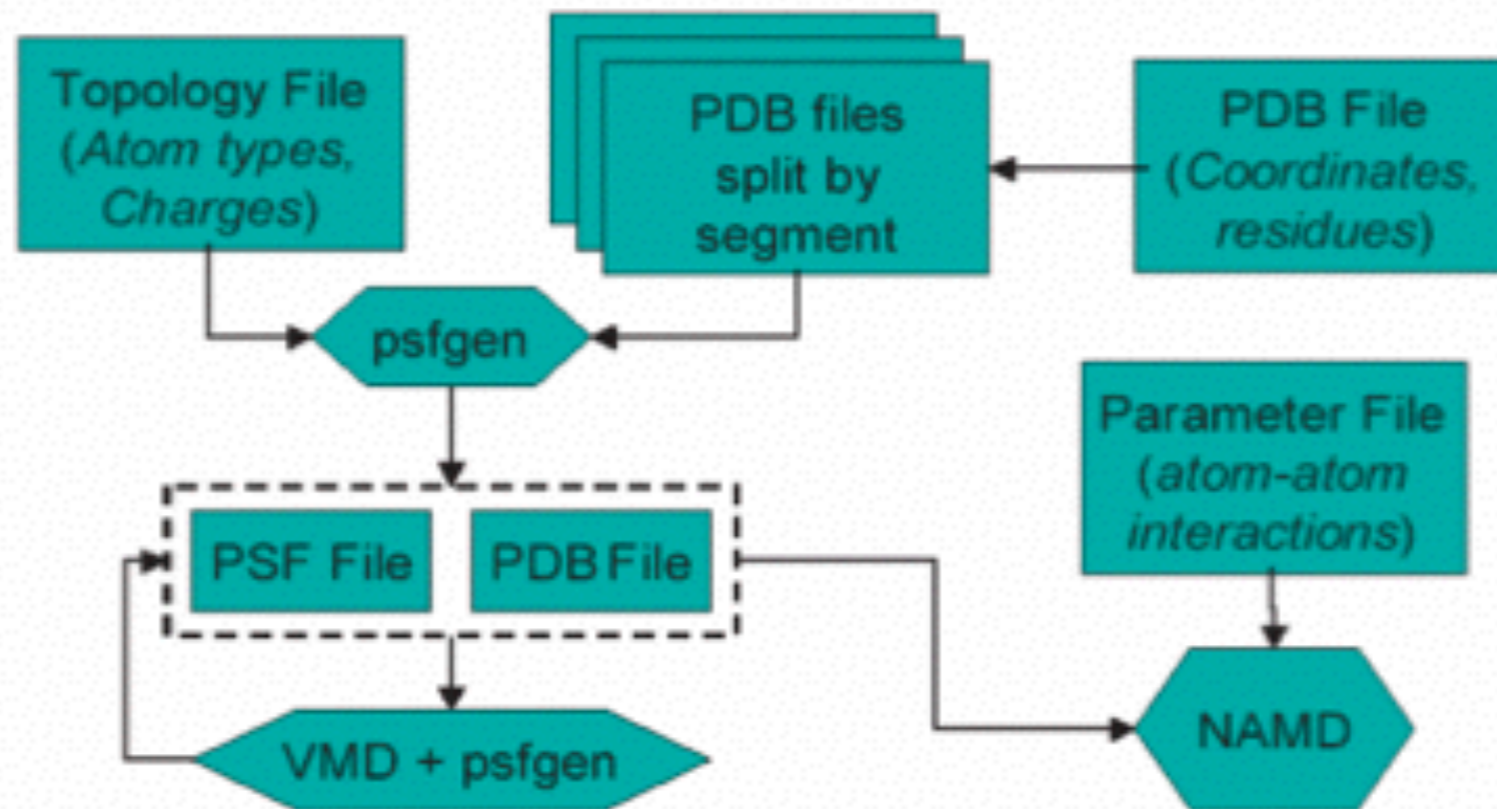 Topology File
(Atom types,
Charges)
PDB files
split by
segment
PDB File
(Coordinates,
residues)
psfgen
Parameter File
(atom-atom
interactions)
PSF File
PDB File
VMD + psfgen
NAMD